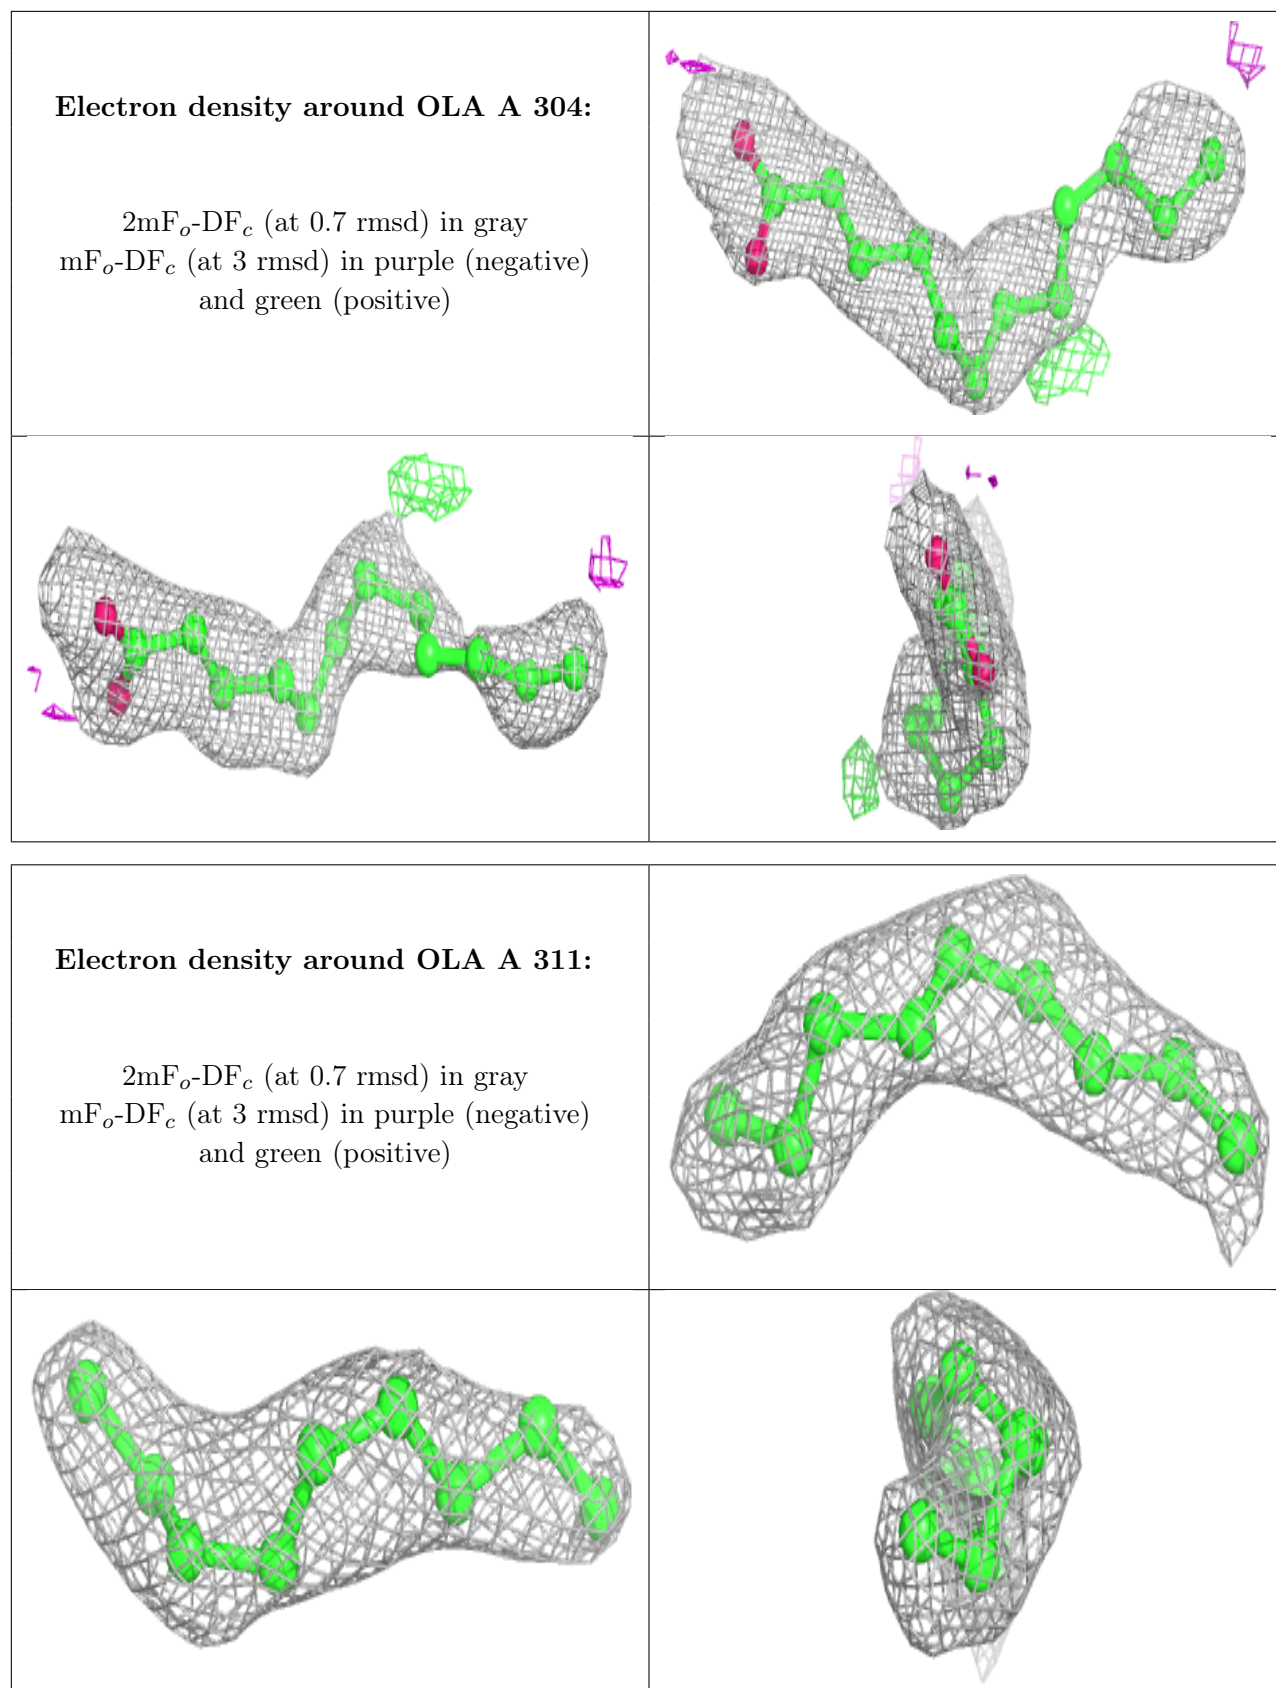 Electron density around OLA A 304:
2mFo-DFc (at 0.7 rmsd) in gray
mFo-DFc (at 3 rmsd) in purple (negative)
and green (positive)
Electron density around OLA A 311:
2mFo-DFc (at 0.7 rmsd) in gray
mFo-DFc (at 3 rmsd) in purple (negative)
and green (positive)